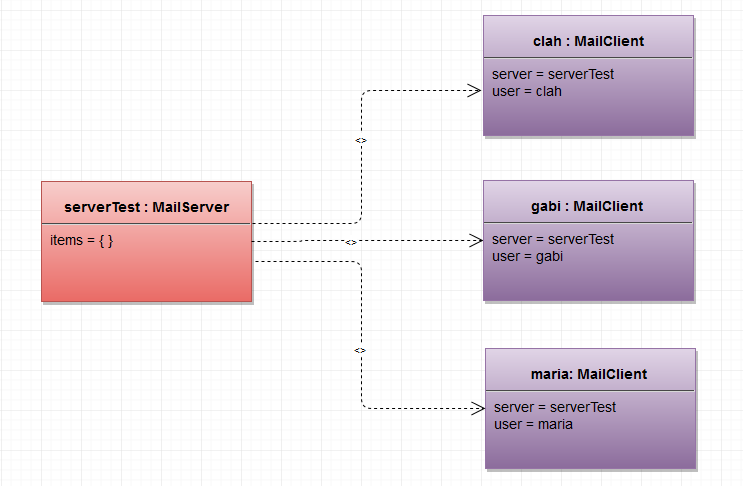 clah : MailClient
server = serverTest
user = clah
serverTest : MailServer
items = { }
gabi : MailClient
server = serverTest
user = gabi
maria: MailClient
server = serverTest
user = maria